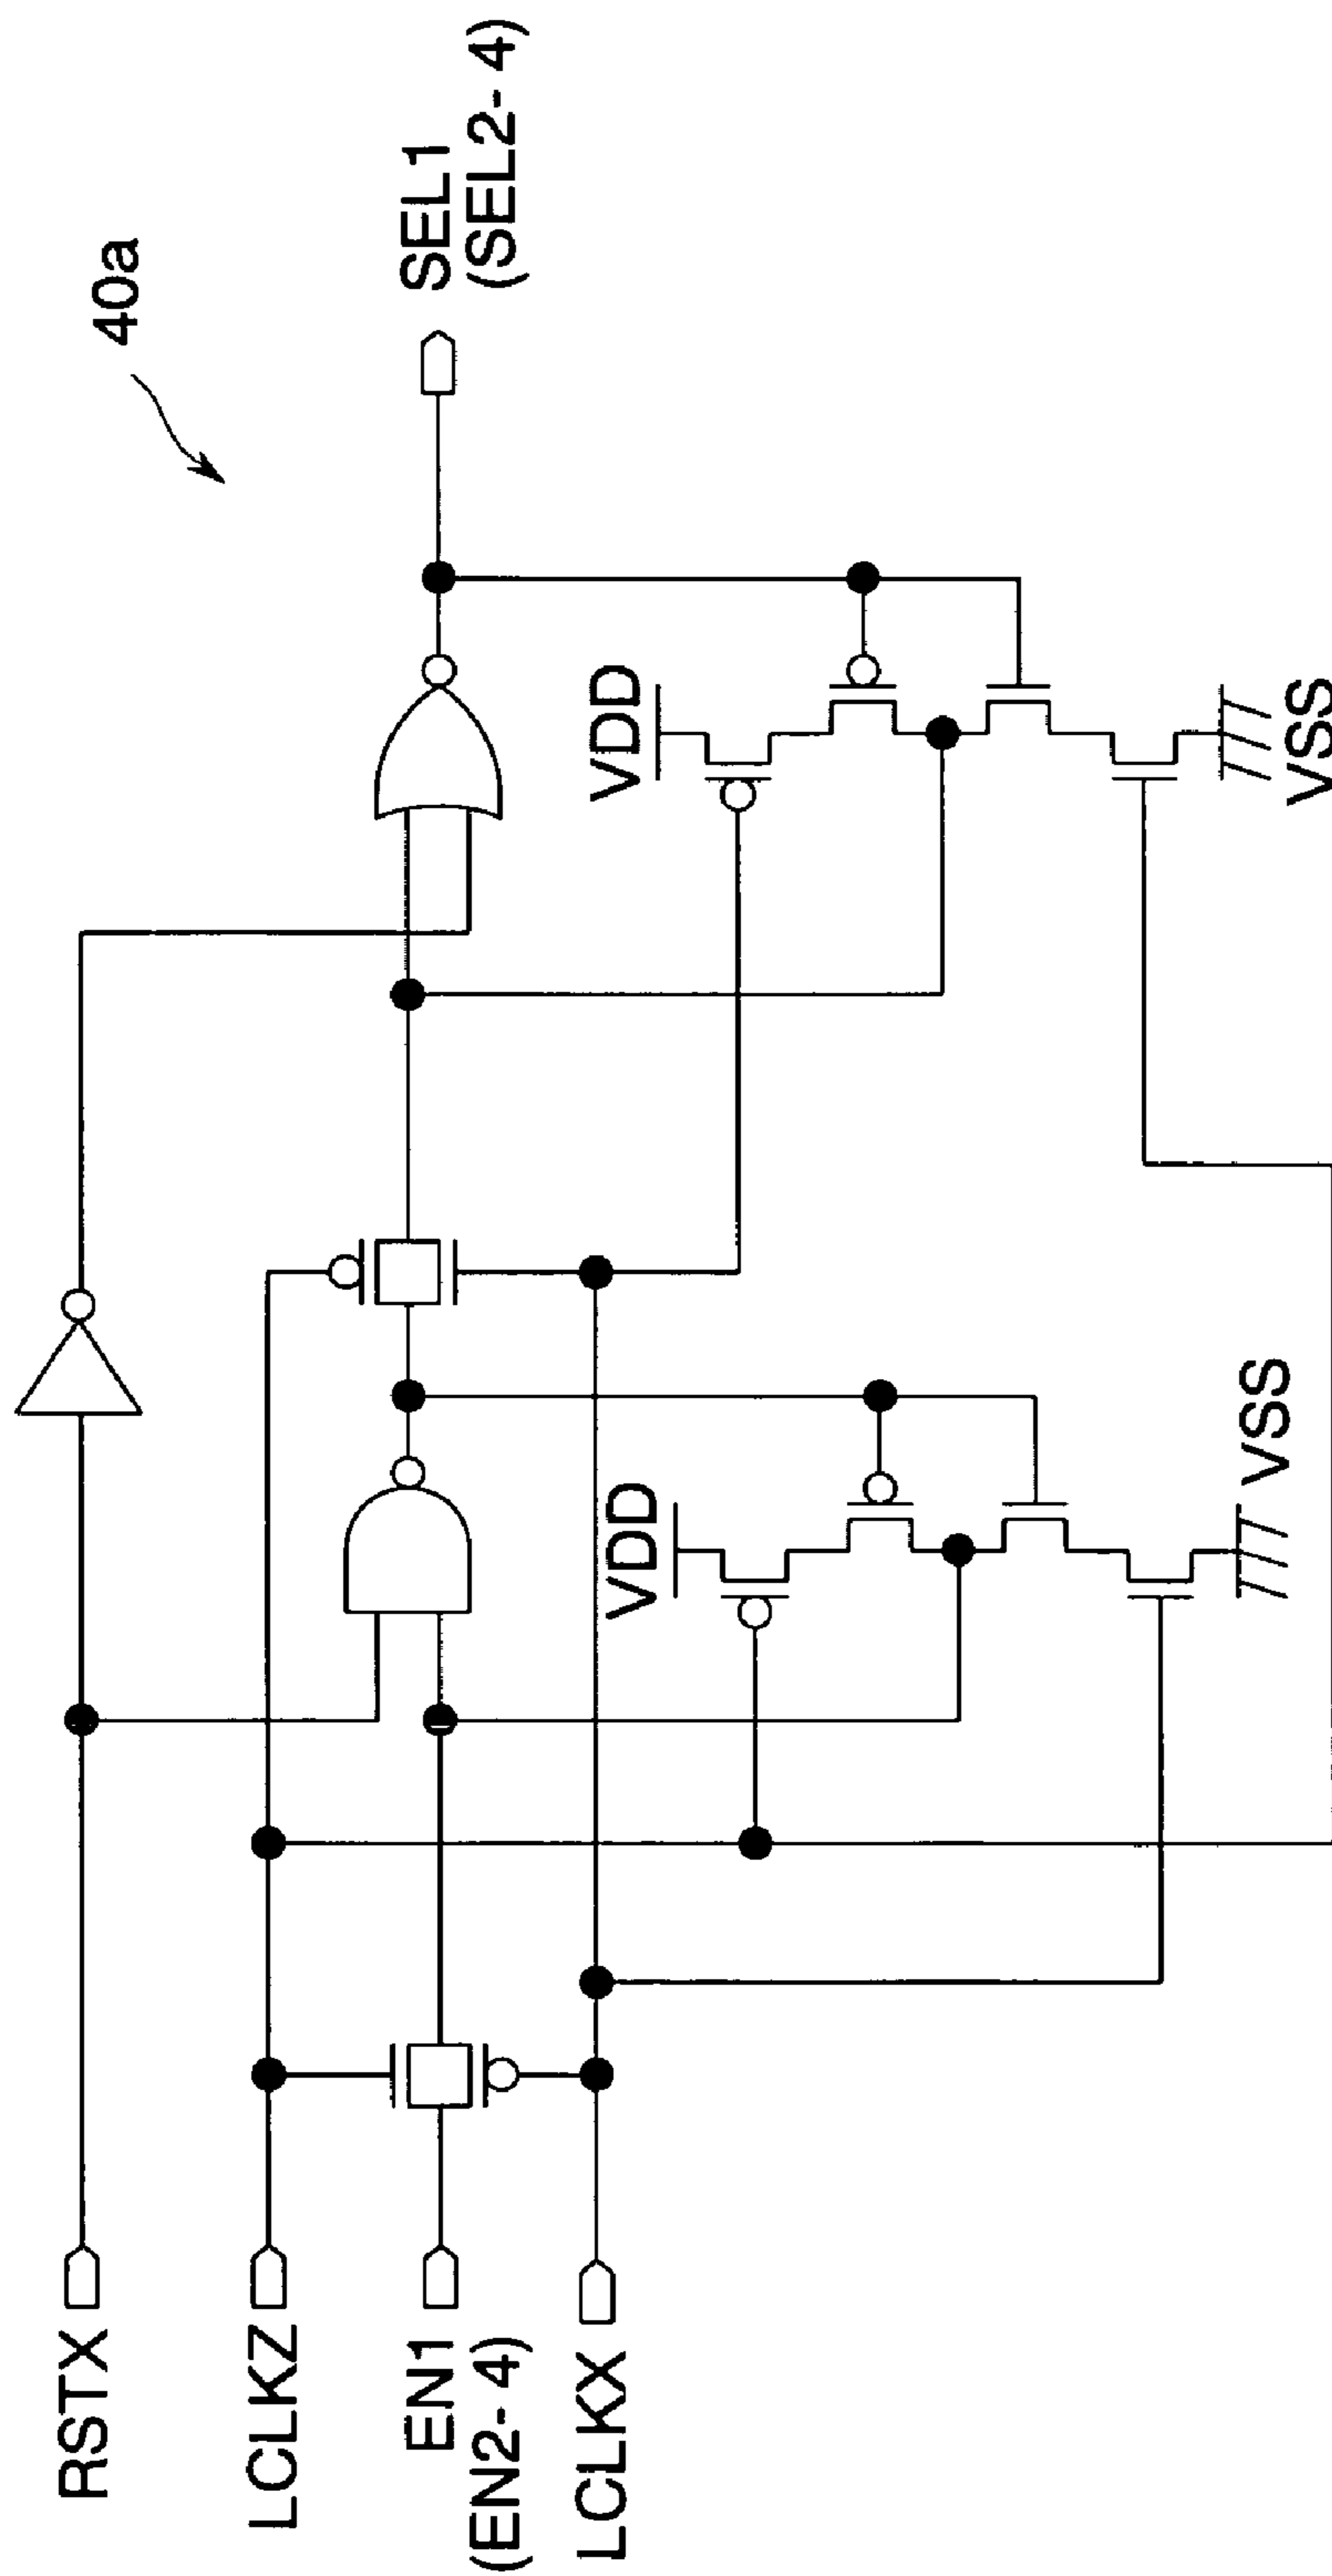 40a
RSTX
LCLKZ
EN1
(EN2- 4)
LCLKX
SEL1
(SEL2- 4)
VDD
VSS
VDD
VSS